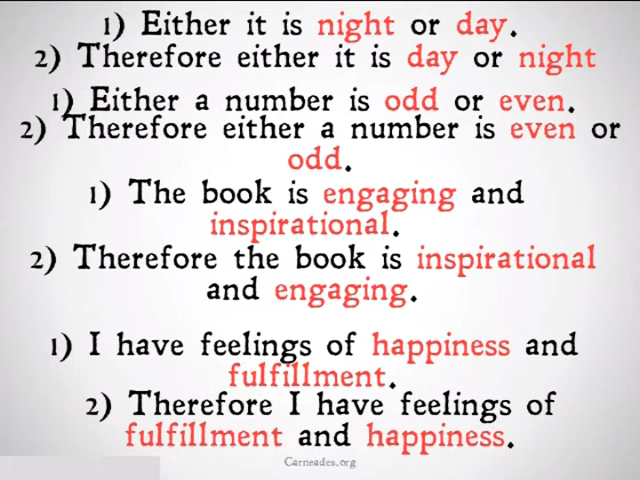 1) Either it is night or day.
2) Therefore either it is day or night
1) Either a number is odd or even.
2) Therefore either a number is even or
odd.
1) The book is engaging and
inspirational.
2) Therefore the book is inspirational
and engaging.
1) I have feelings of happiness and
fulfillment.
2) Therefore I have feelings of
fulfillment and happiness.
Carneades.org